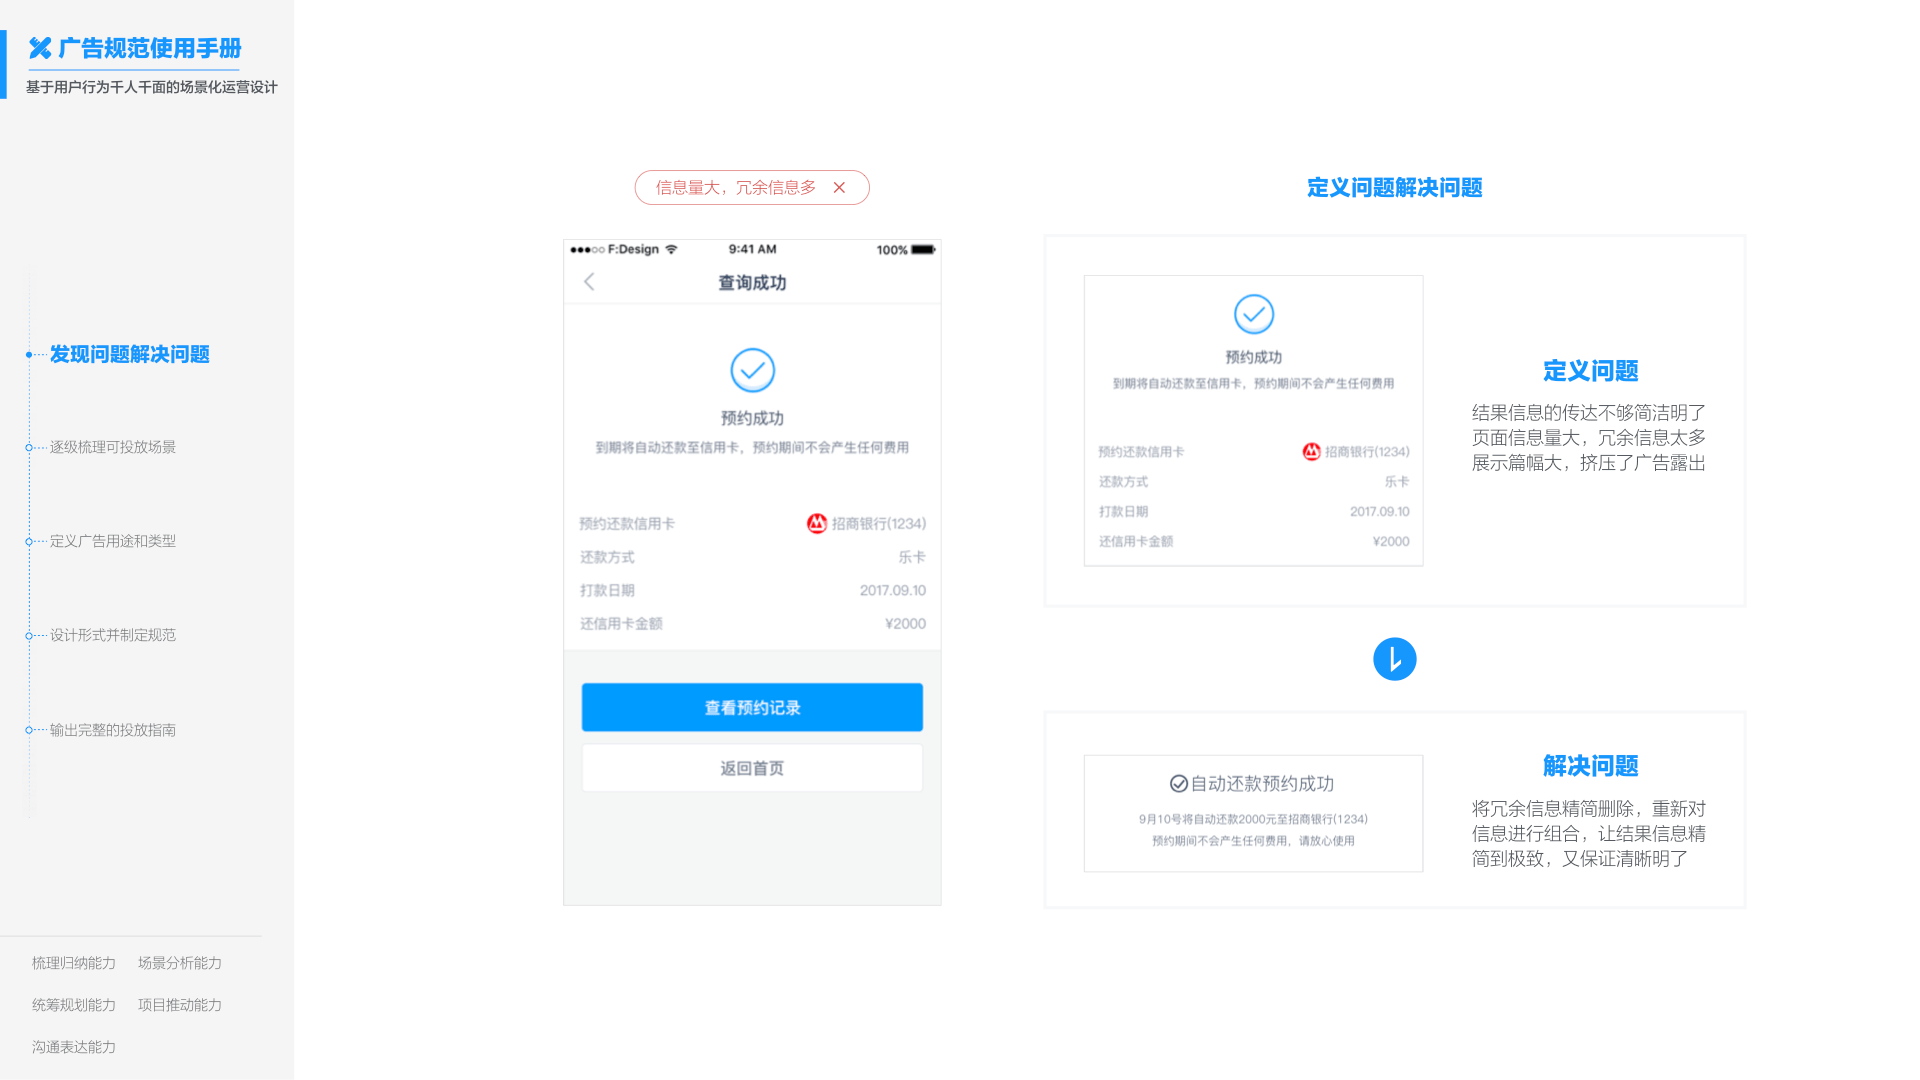 广告规范使用手册
基于用户行为千人千面的场景化运营设计
发现问题解决问题
逐级梳理可投放场景
定义广告用途和类型
设计形式并制定规范
输出完整的投放指南
梳理归纳能力 场景分析能力
统筹规划能力 项目推动能力
沟通表达能力
信息量大，冗余信息多
F:Design 9:41 AM 100%
查询成功
预约成功
到期将自动还款至信用卡，预约期间不会产生任何费用
预约还款信用卡 招商银行(1234)
还款方式 乐卡
打款日期 2017.09.10
还信用卡金额 ¥2000
查看预约记录
返回首页
定义问题解决问题
预约成功
到期将自动还款至信用卡，预约期间不会产生任何费用
预约还款信用卡 招商银行(1234)
还款方式 乐卡
打款日期 2017.09.10
还信用卡金额 ¥2000
定义问题
结果信息的传达不够简洁明了
页面信息量大，冗余信息太多
展示篇幅大，挤压了广告露出
自动还款预约成功
9月10号将自动还款2000元至招商银行(1234)
预约期间不会产生任何费用，请放心使用
解决问题
将冗余信息精简删除，重新对
信息进行组合，让结果信息精
简到极致，又保证清晰明了